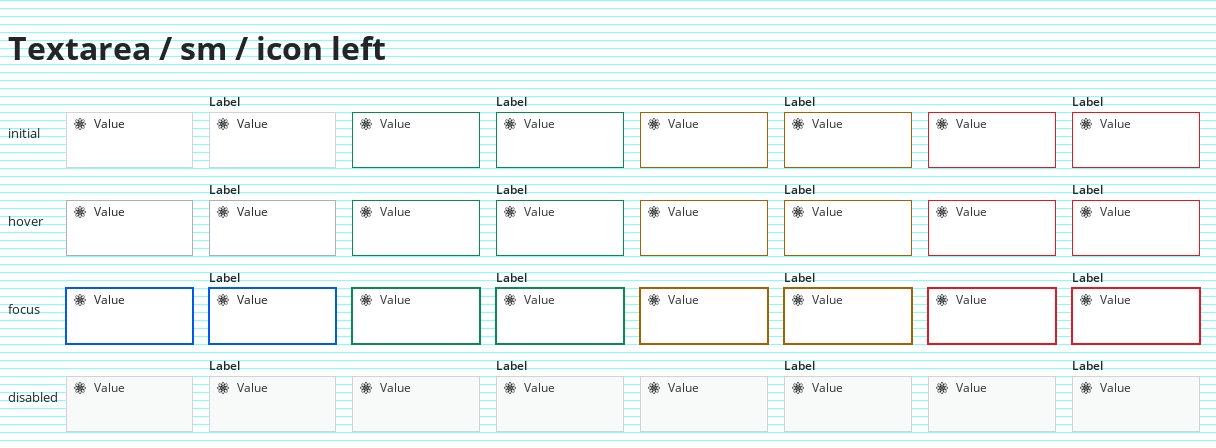 Textarea / sm / icon left
Label Label Label Label
initial Value Value Value Value Value Value Value Value
Label Label Label Label
hover Value Value Value Value Value Value Value Value
Label Label Label Label
focus Value Value Value Value Value Value Value Value
Label Label Label Label
disabled Value Value Value Value Value Value Value Value